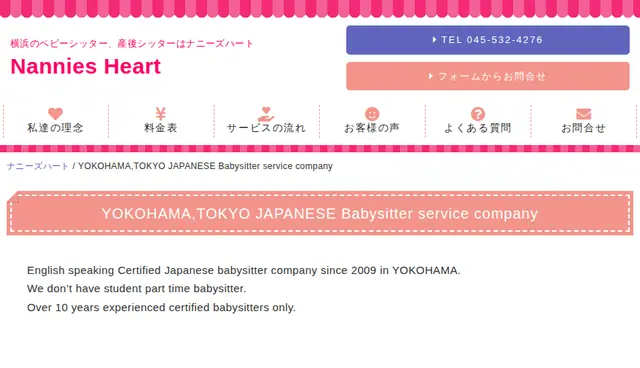 横浜のベビーシッター、産後シッターはナニーズハート
Nannies Heart
TEL 045-532-4276
フォームからお問合せ
私達の理念
料金表
サービスの流れ
お客様の声
よくある質問
お問合せ
ナニーズハート / YOKOHAMA,TOKYO JAPANESE Babysitter service company
YOKOHAMA,TOKYO JAPANESE Babysitter service company
English speaking Certified Japanese babysitter company since 2009 in YOKOHAMA.
We don’t have student part time babysitter.
Over 10 years experienced certified babysitters only.